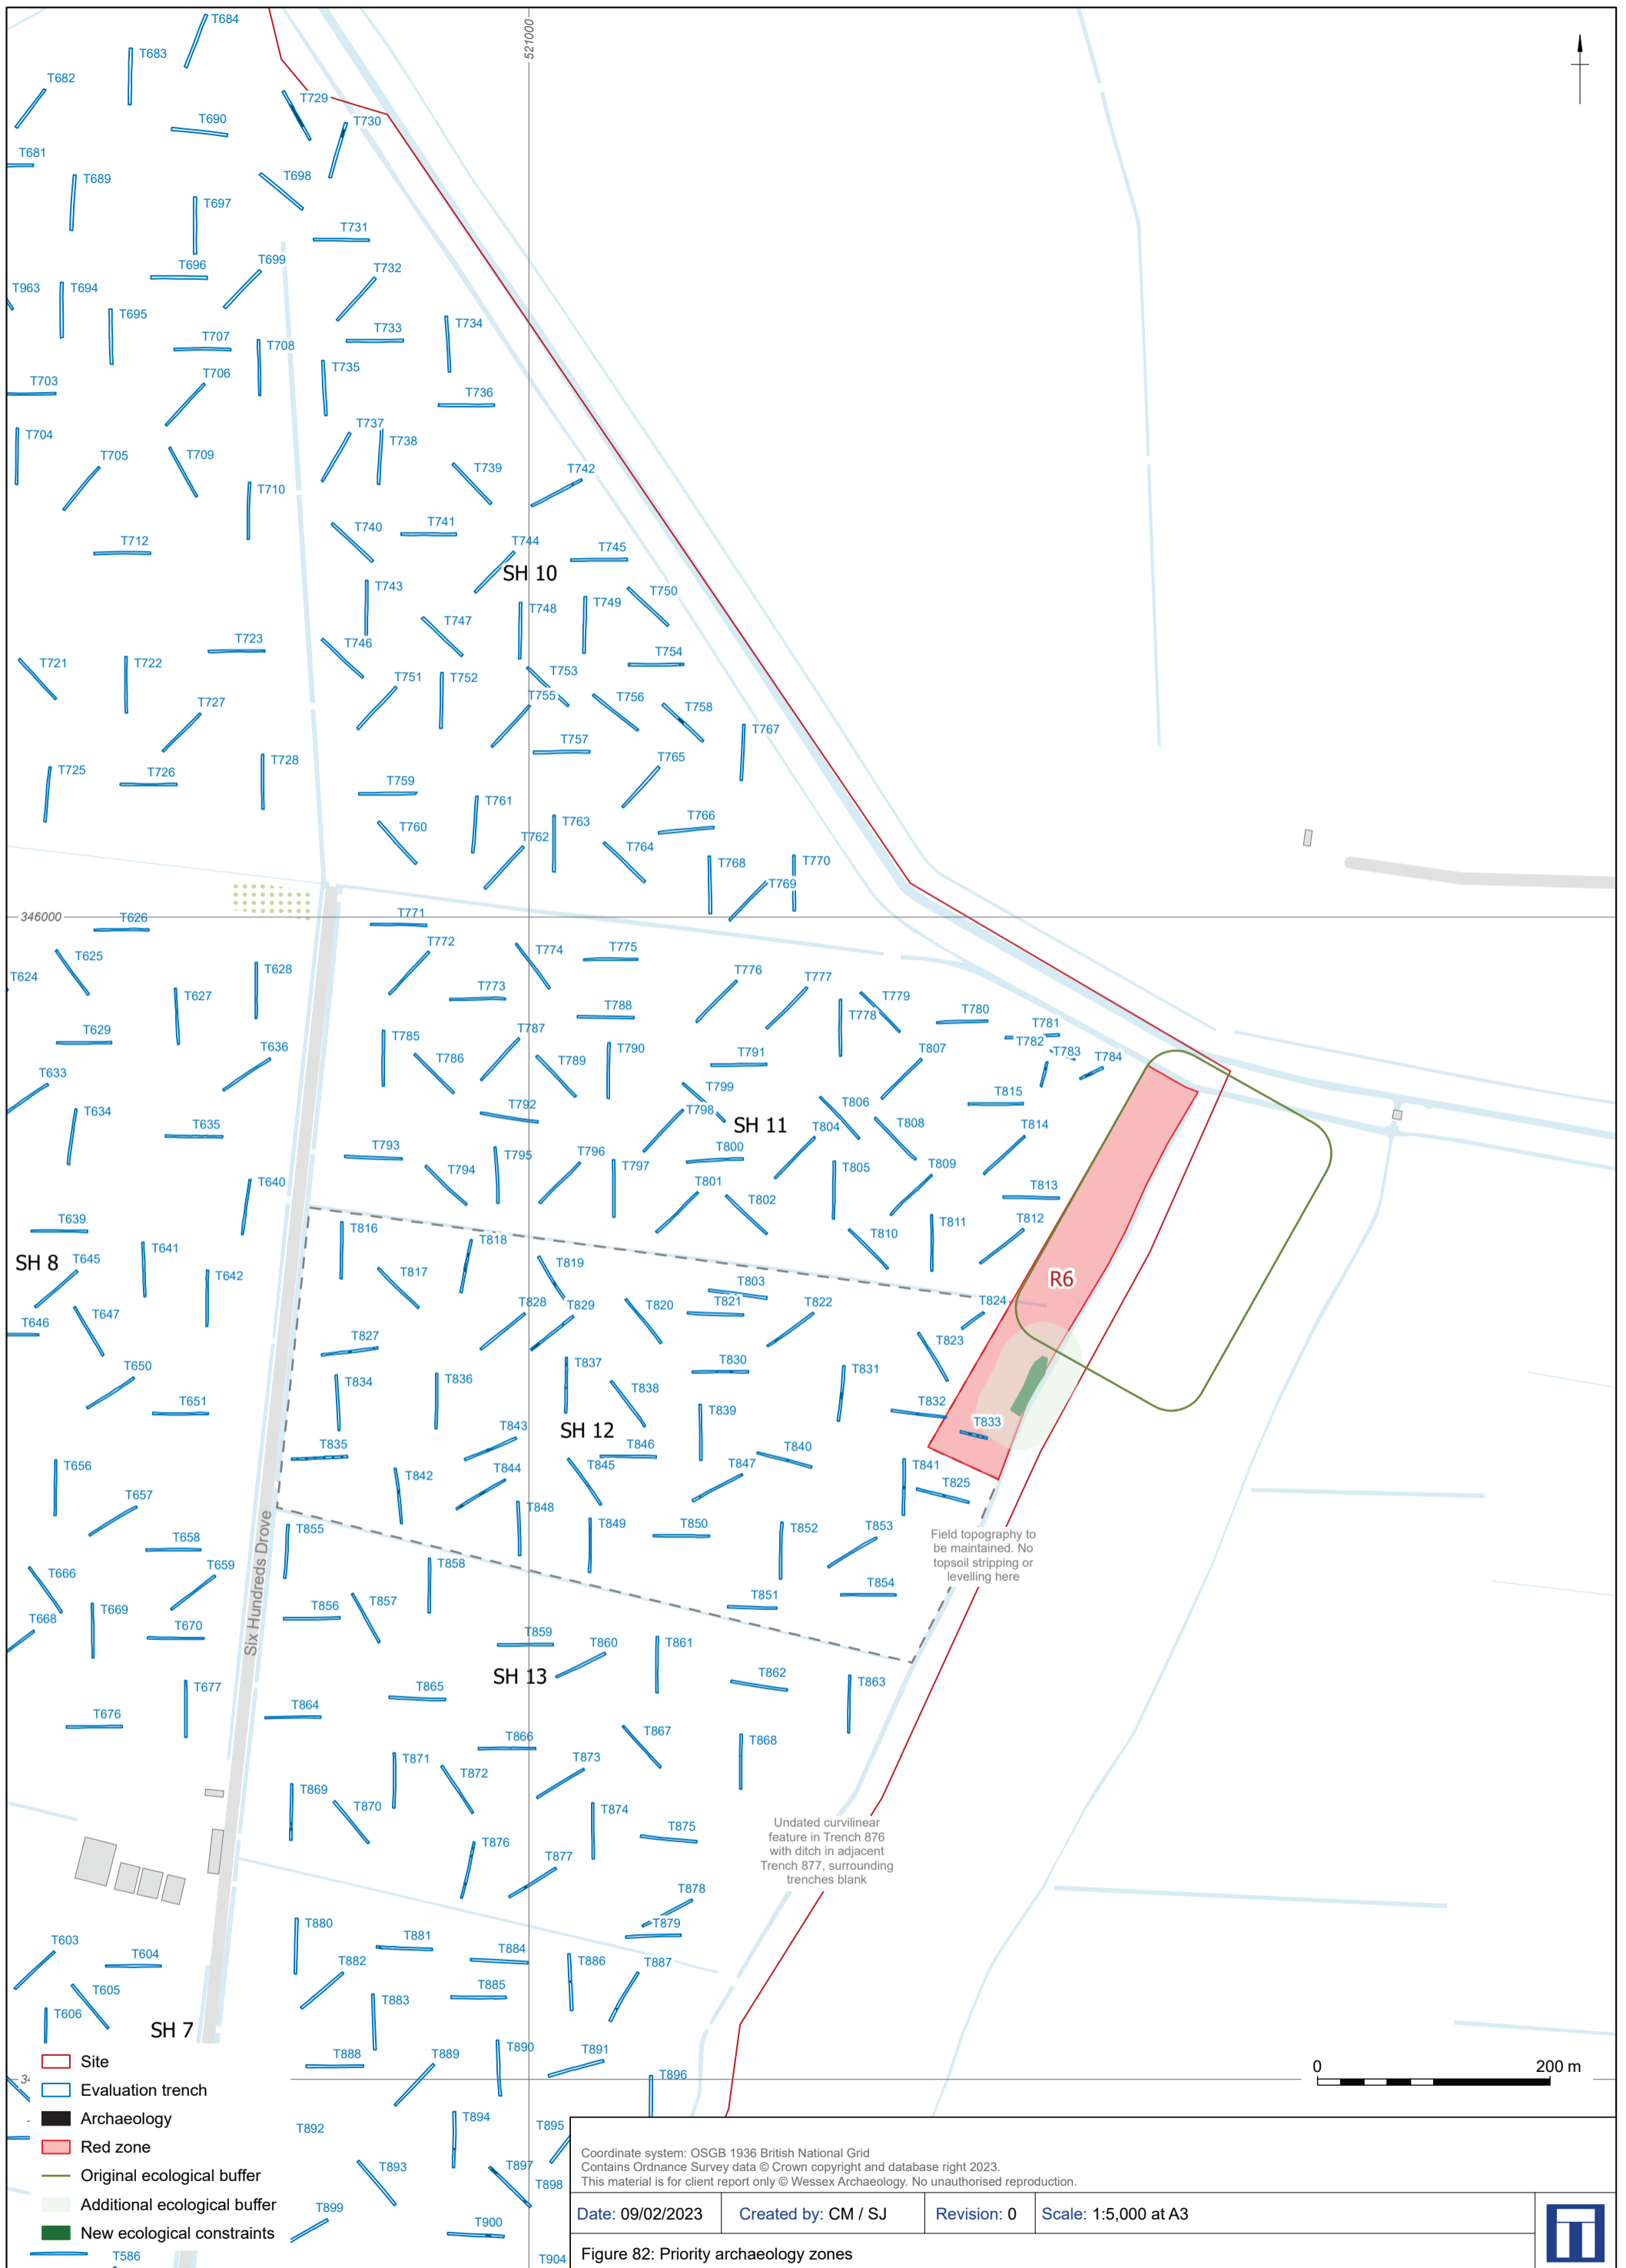 T684
521000
T683
T682
T729
T730
T690
T681
T689
T698
T697
T731
T696
T699
T732
T963
T694
T695
T734
T707
T733
T708
T735
T706
T703
T736
T737
T704
T738
T705
T709
T739
T742
T710
T740
T741
T712
T744
T745
SH 10
T743
T750
T748
T749
T747
T723
T746
T754
T721
T722
T753
T751
T752
T755
T756
T758
T727
T767
T757
T728
T765
T725
T726
T759
T761
T763
T766
T760
T762
T764
T768
T770
T769
346000
T626
T771
T625
T772
T774
T775
T624
T628
T776
T777
T627
T773
T779
T788
T780
T778
T629
T785
T787
T781
T636
T786
T789
T790
T791
T807
T782
T783
T784
T633
T799
T634
T792
T798
T806
T815
SH 11
T635
T804
T808
T814
T793
T794
T795
T796
T797
T800
T805
T809
T640
T801
T802
T813
T639
T816
T811
T812
T641
T818
T810
SH 8
T645
T642
T817
T819
T803
R6
T647
T828
T829
T820
T821
T822
T824
T646
T827
T823
T650
T834
T836
T837
T838
T830
T831
T651
T839
T832
T833
SH 12
T835
T843
T846
T840
T656
T842
T844
T845
T847
T841
T825
T657
Six Hundreds Drove
T855
T848
T849
T850
T852
T853
Field topography to
be maintained. No
topsoil stripping or
levelling here
T658
T659
T858
T666
T854
T669
T856
T857
T851
T668
T670
T859
T860
T861
SH 13
T677
T865
T862
T863
T676
T864
T866
T867
T868
T871
T872
T873
T869
T870
T874
T875
Undated curvilinear
feature in Trench 876
with ditch in adjacent
Trench 877, surrounding
trenches blank
T876
T877
T878
T880
T879
T603
T604
T881
T884
T882
T886
T887
T605
T885
T606
T883
SH 7
T888
T889
T890
T891
T896
34
T892
T894
T895
T893
T897
T898
T899
T900
T904
T586
Site
Evaluation trench
Archaeology
Red zone
Original ecological buffer
Additional ecological buffer
New ecological constraints
0 200 m
Coordinate system: OSGB 1936 British National Grid
Contains Ordnance Survey data © Crown copyright and database right 2023.
This material is for client report only © Wessex Archaeology. No unauthorised reproduction.
Date: 09/02/2023 Created by: CM / SJ Revision: 0 Scale: 1:5,000 at A3
Figure 82: Priority archaeology zones